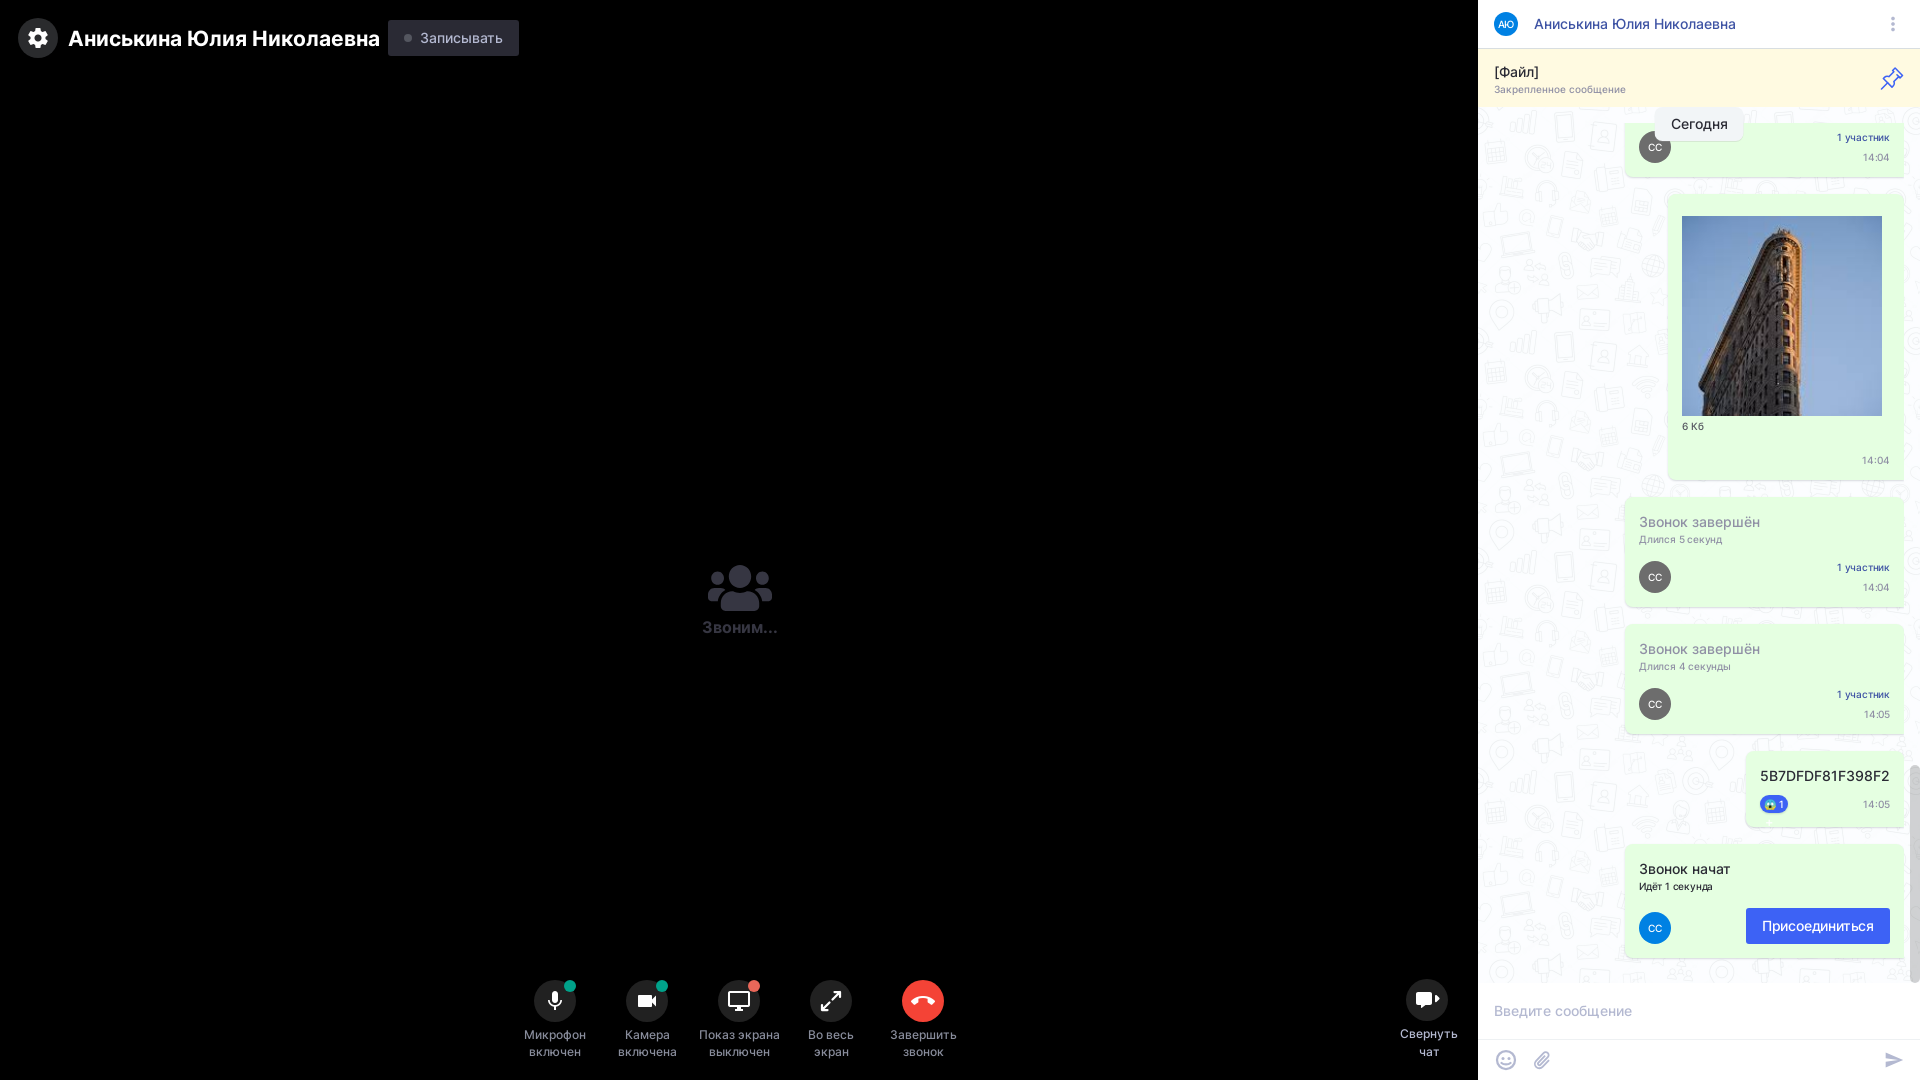 Аниськина Юлия Николаевна
Записывать
Звоним...
Микрофон включен
Камера включена
Показ экрана выключен
Во весь экран
Завершить звонок
Свернуть чат
АЮ
Аниськина Юлия Николаевна
[Файл]
Закрепленное сообщение
Сегодня
СС
1 участник
14:04
6 Кб
14:04
Звонок завершён
Длился 5 секунд
СС
1 участник
14:04
Звонок завершён
Длился 4 секунды
СС
1 участник
14:05
5B7DFDF81F398F2
1
14:05
Звонок начат
Идёт 1 секунда
СС
Присоединиться
Введите сообщение